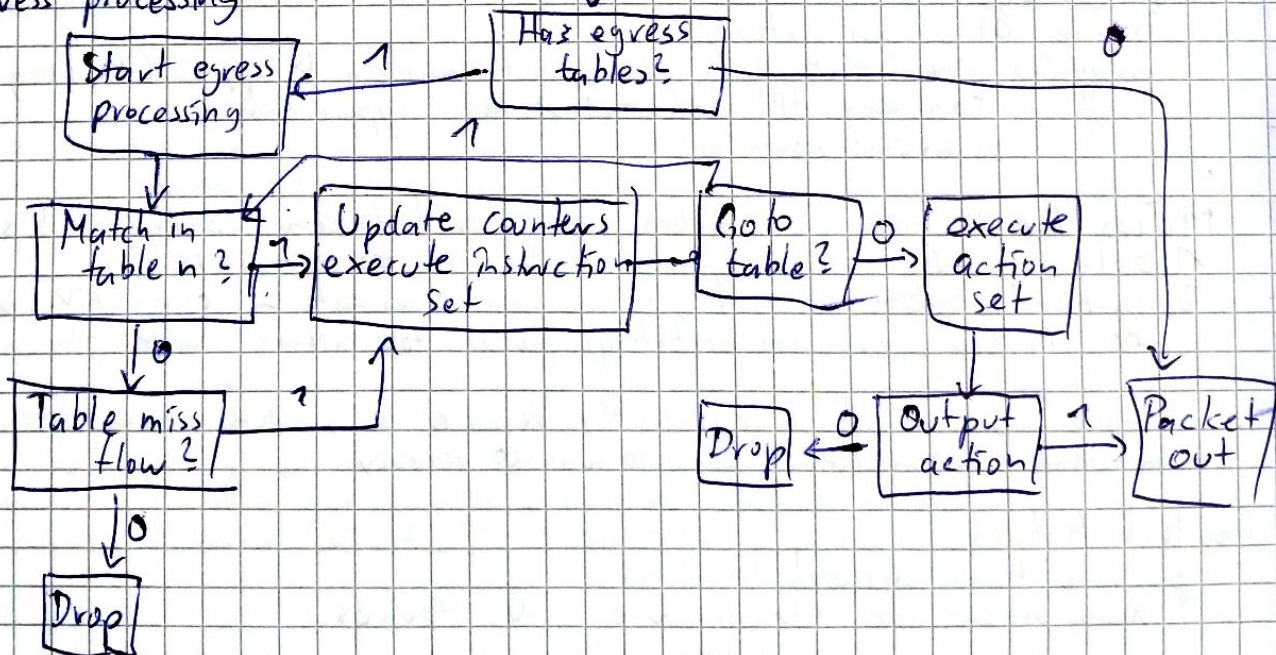 processing
Has egress
tables?
1
0
Start egress
processing
1
Match in
table n?
1
Update counters
execute instruction
set
Go to
table?
0
execute
action
set
0
Table miss
flow?
1
Drop
0
Output
action
1
Packet
out
0
Drop